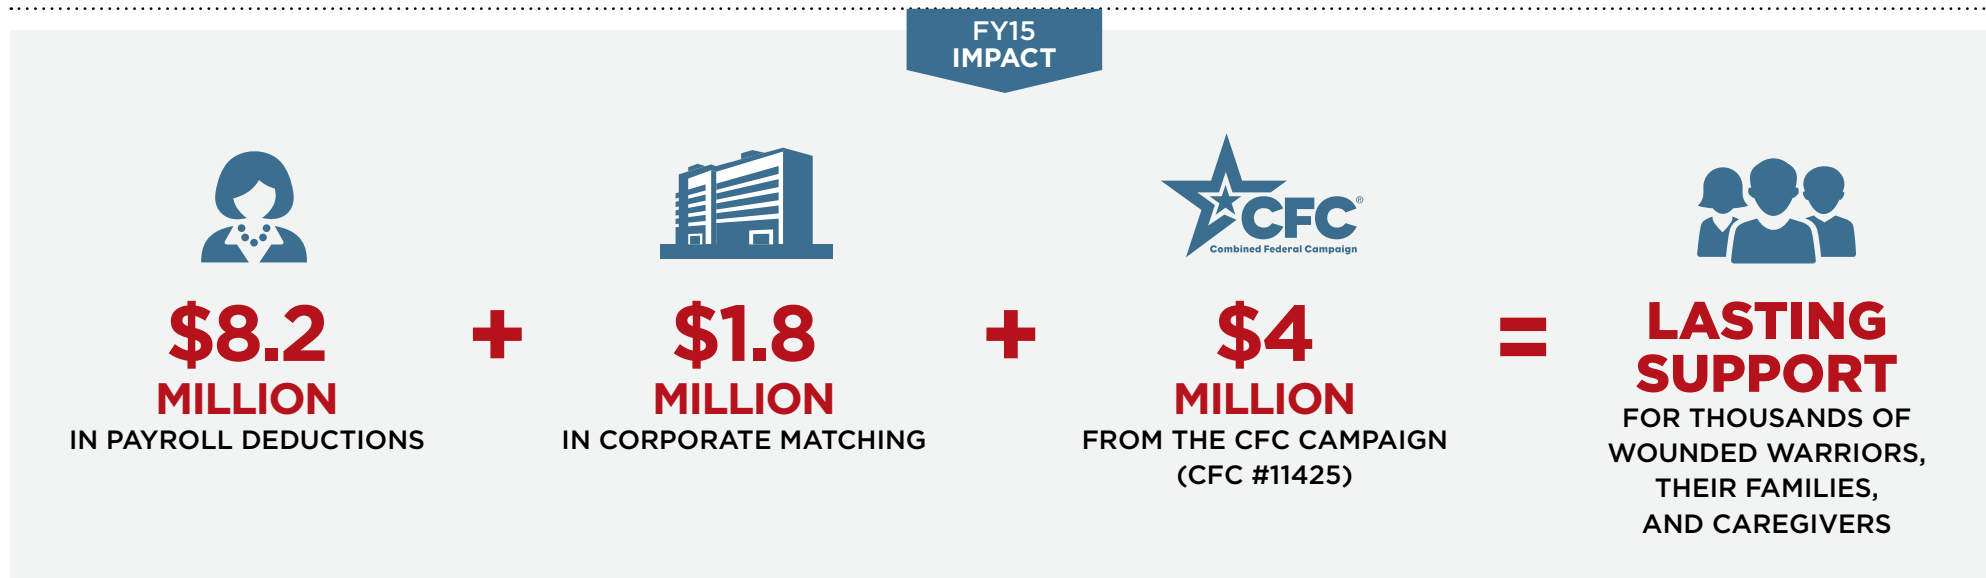 FY15
IMPACT
CFC®
Combined Federal Campaign
$8.2
MILLION
IN PAYROLL DEDUCTIONS
+
$1.8
MILLION
IN CORPORATE MATCHING
+
$4
MILLION
FROM THE CFC CAMPAIGN
(CFC #11425)
=
LASTING
SUPPORT
FOR THOUSANDS OF
WOUNDED WARRIORS,
THEIR FAMILIES,
AND CAREGIVERS